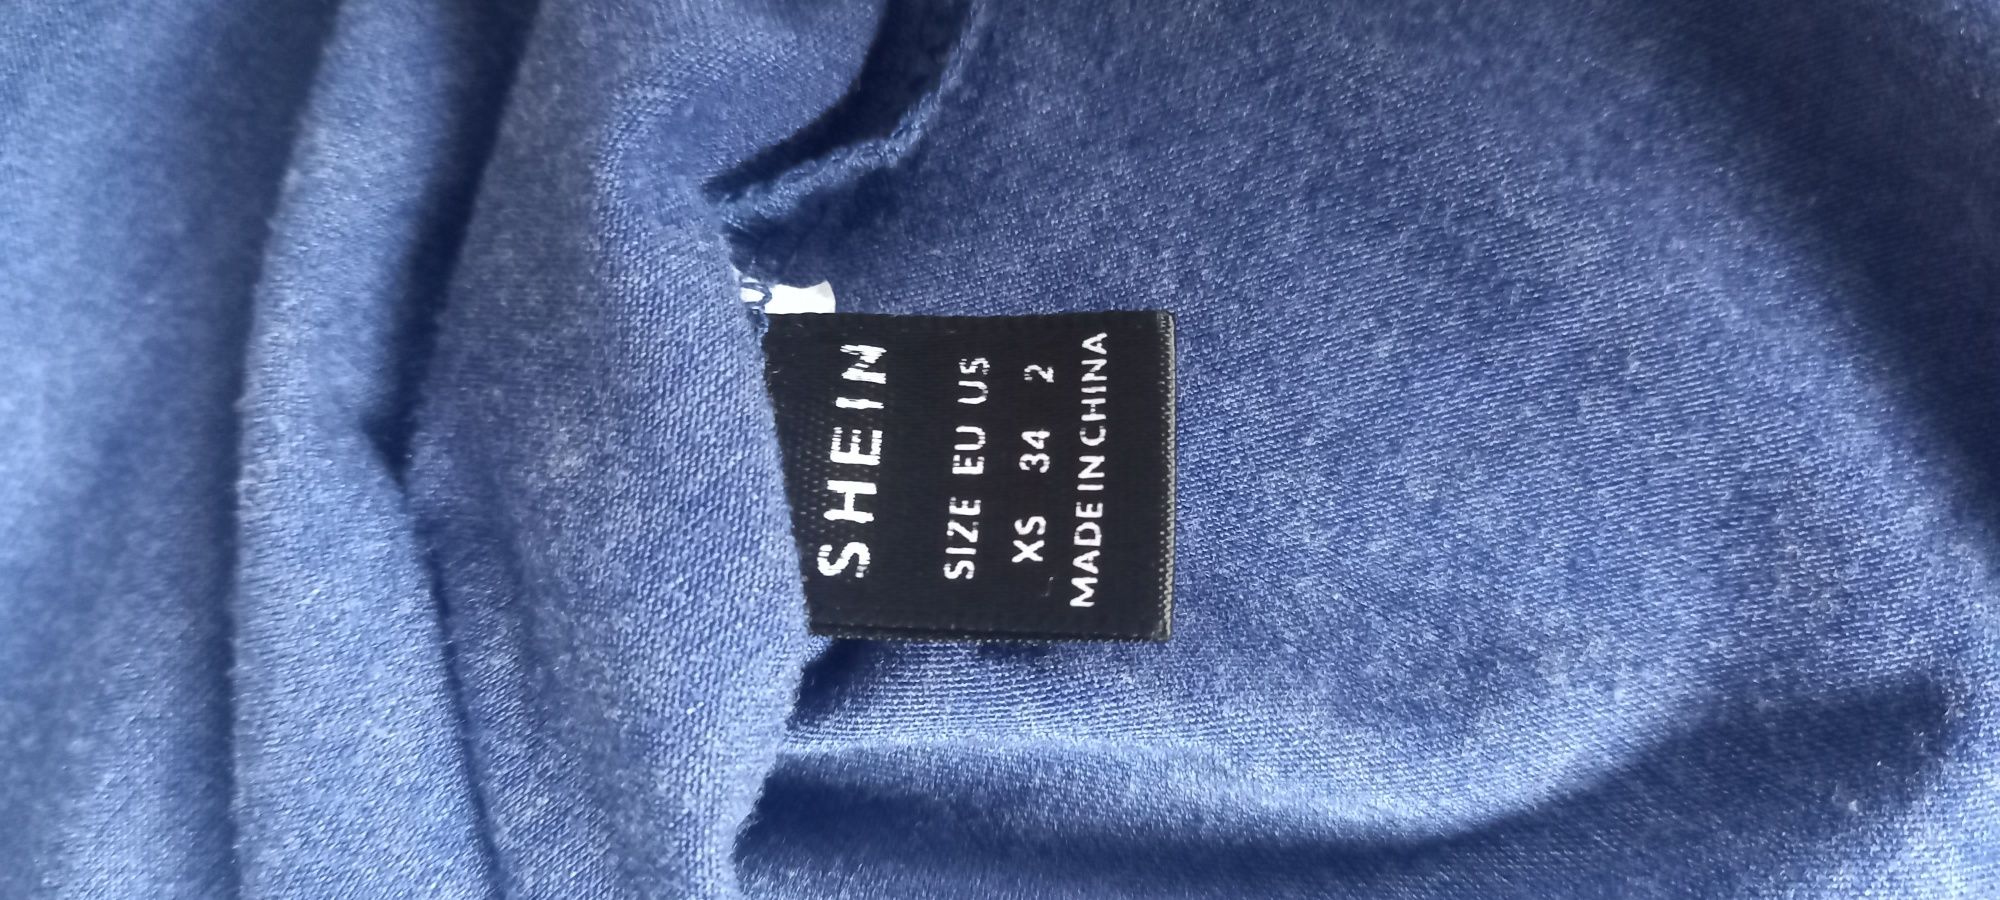 SHEIN
SIZE EU US
XS 34 2
MADE IN CHINA